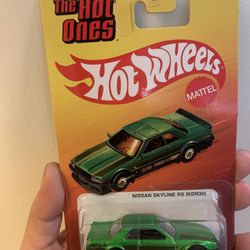 The Hot
Ones
Hot Wheels
MATTEL
NISSAN SKYLINE RS (KDR30)